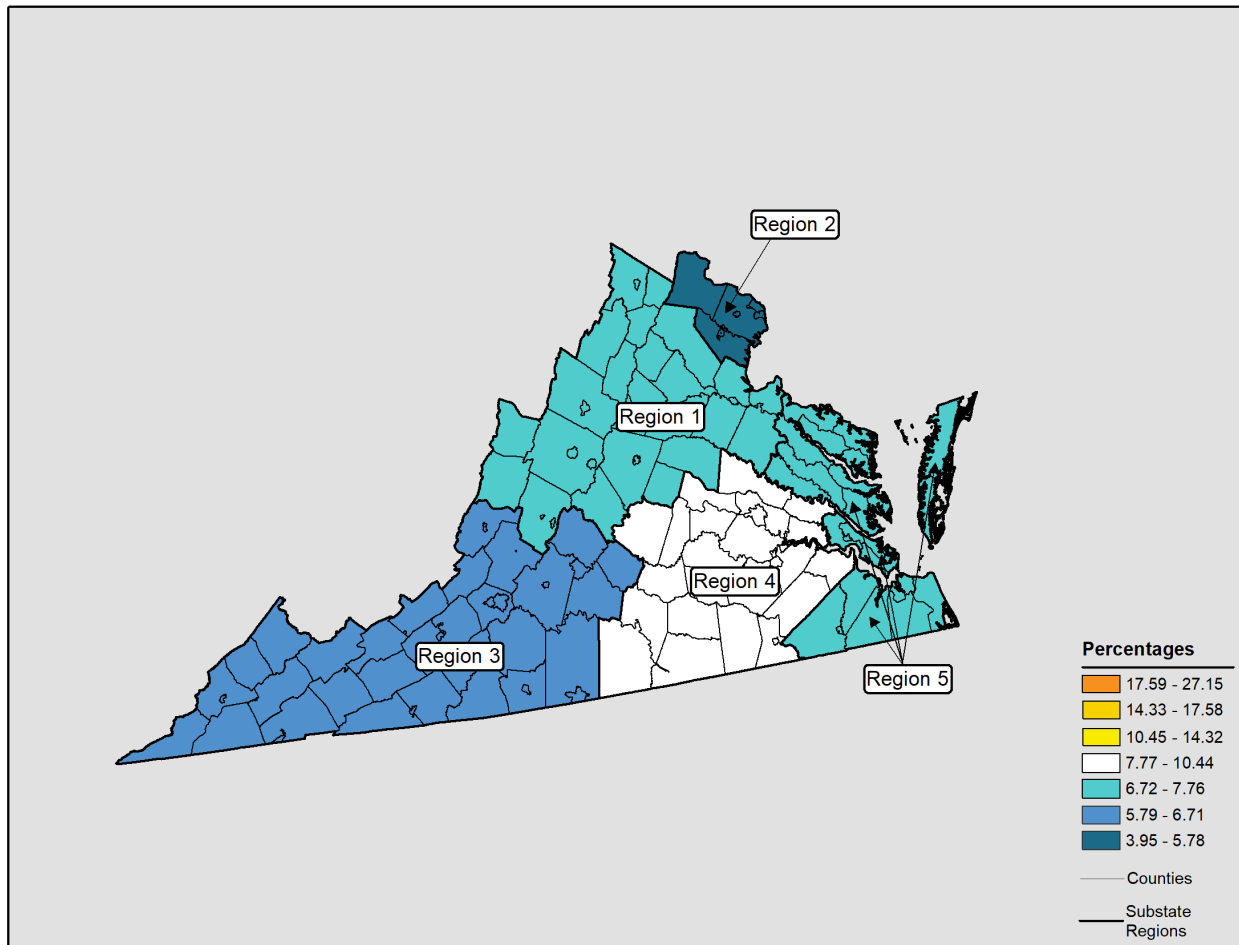 Region 2
Region 1
Region 4
Region 3
Region 5
Percentages
17.59 - 27.15
14.33 - 17.58
10.45 - 14.32
7.77 - 10.44
6.72 - 7.76
5.79 - 6.71
3.95 - 5.78
Counties
Substate
Regions